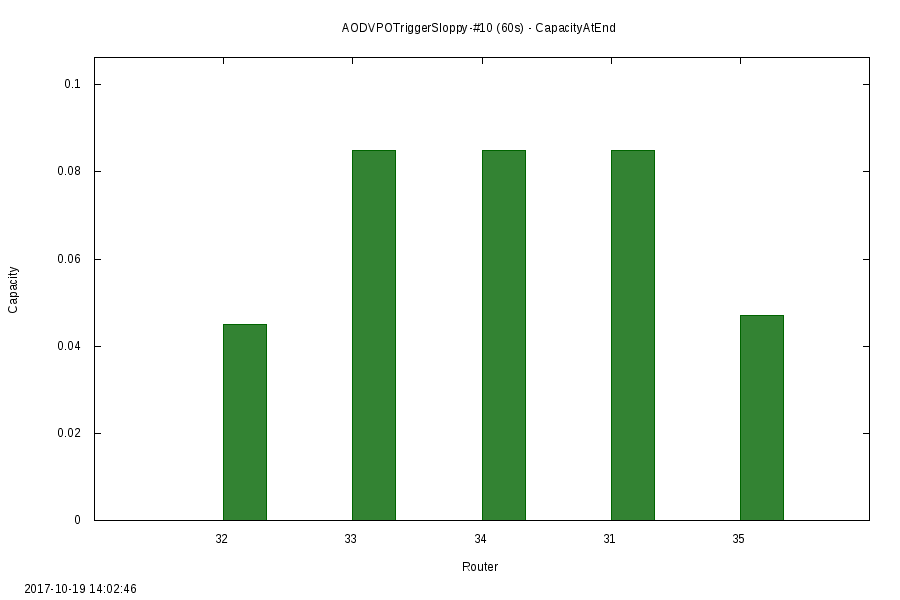 AODVPOTriggerSloppy-#10 (60s) - CapacityAtEnd
0.1
0.08
0.06
0.04
0.02
0
Capacity
32 33 34 31 35
Router
2017-10-19 14:02:46